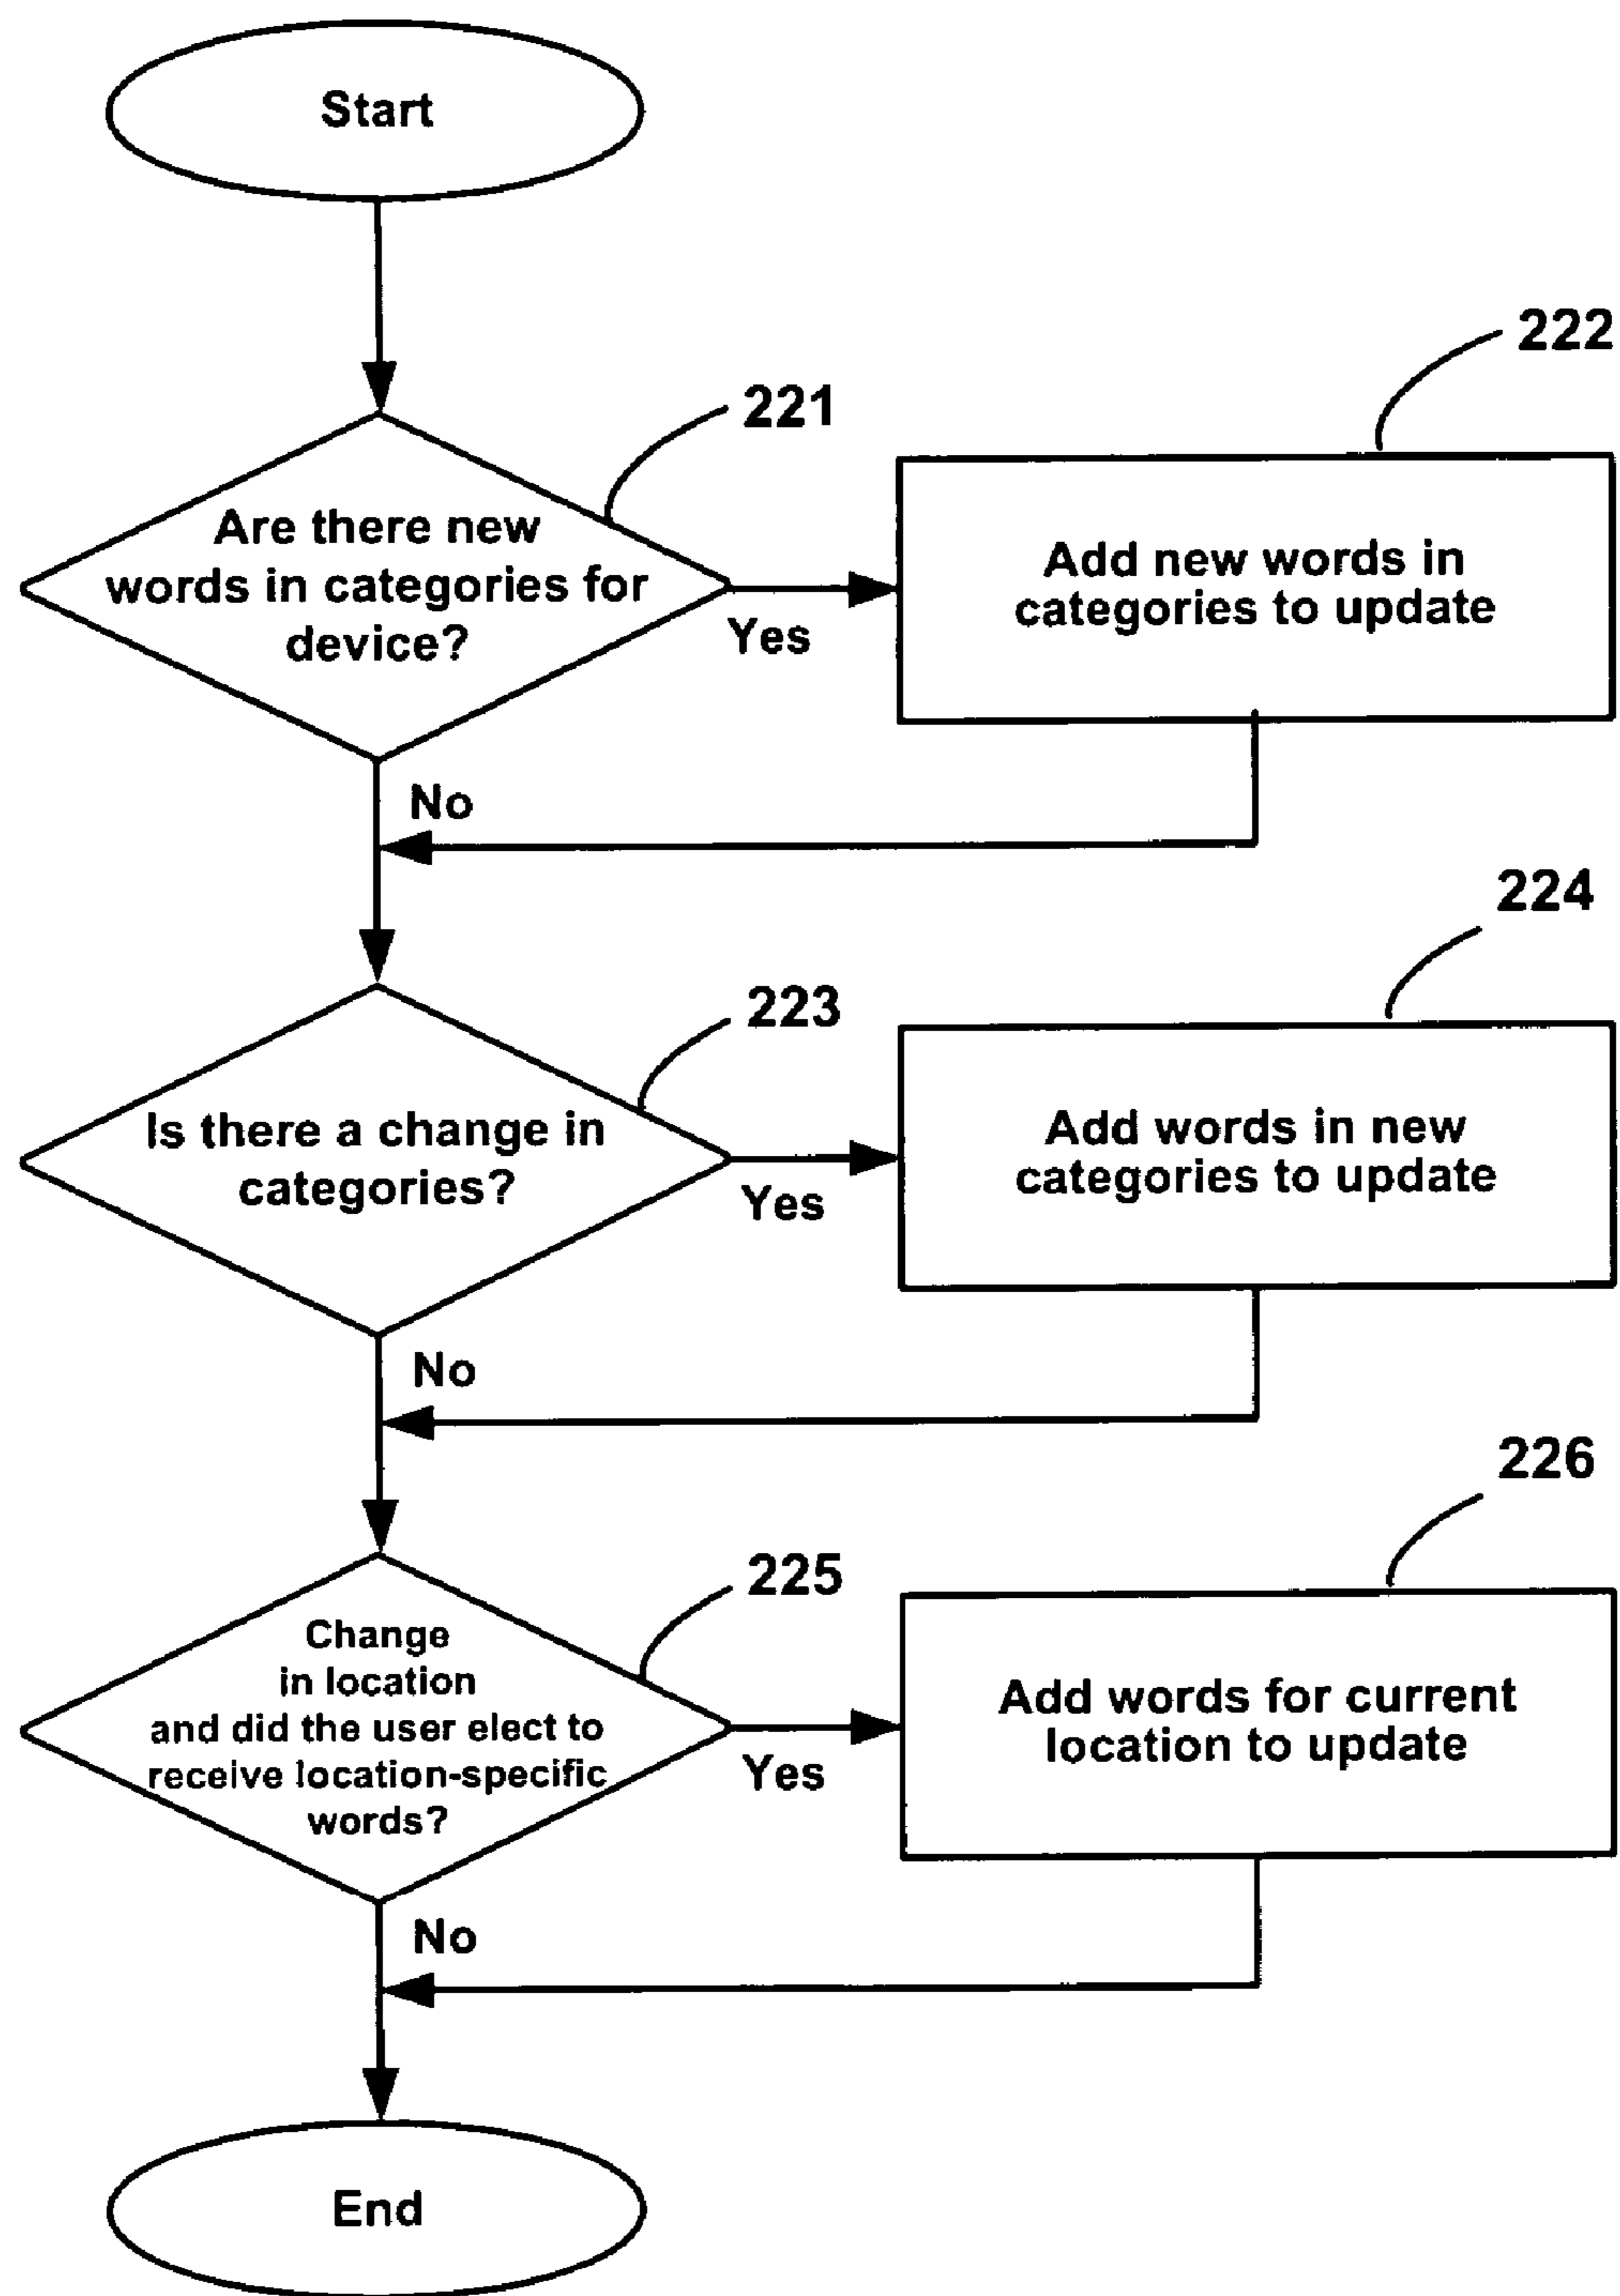 Start
221
222
Are there new
words in categories for
device?
Yes
Add new words in
categories to update
No
223
224
Is there a change in
categories?
Yes
Add words in new
categories to update
No
225
226
Change
in location
and did the user elect to
receive location-specific
words?
Yes
Add words for current
location to update
No
End